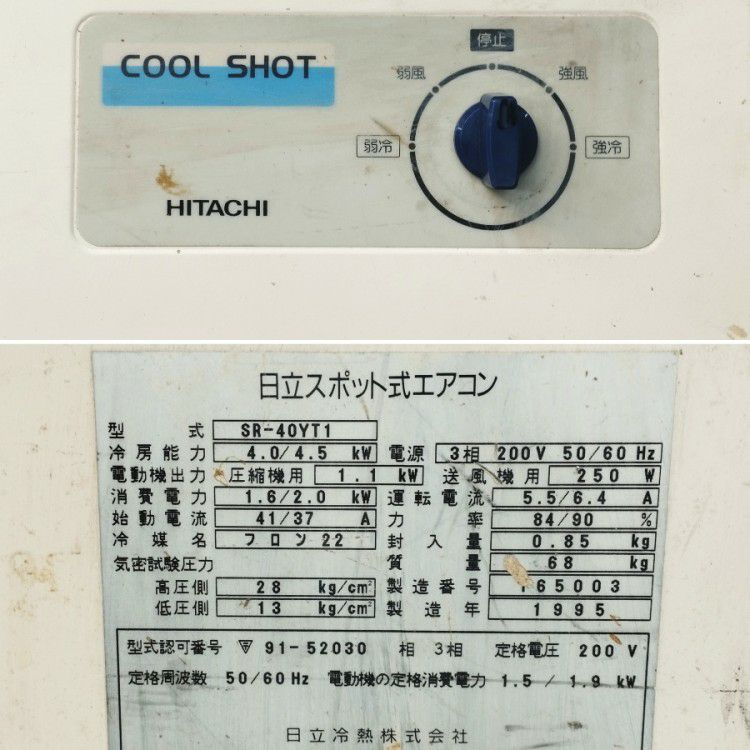 COOL SHOT
停止
弱風 強風
弱冷 強冷
HITACHI
日立スポット式エアコン
型式 SR-40YT1
冷房能力 4.0/4.5 kW 電源 3相 200V 50/60Hz
電動機出力 圧縮機用 1.1 kW 送風機用 250 W
消費電力 1.6/2.0 kW 運転電流 5.5/6.4 A
始動電流 41/37 A 力率 84/90 %
冷媒名 フロン22 封入量 0.85 kg
気密試験圧力 質量 68 kg
高圧側 28 kg/cm² 製造番号 65003
低圧側 13 kg/cm² 製造年 1995
型式認可番号 91-52030 相 3相 定格電圧 200 V
定格周波数 50/60Hz 電動機の定格消費電力 1.5 / 1.9 kW
日立冷熱株式会社